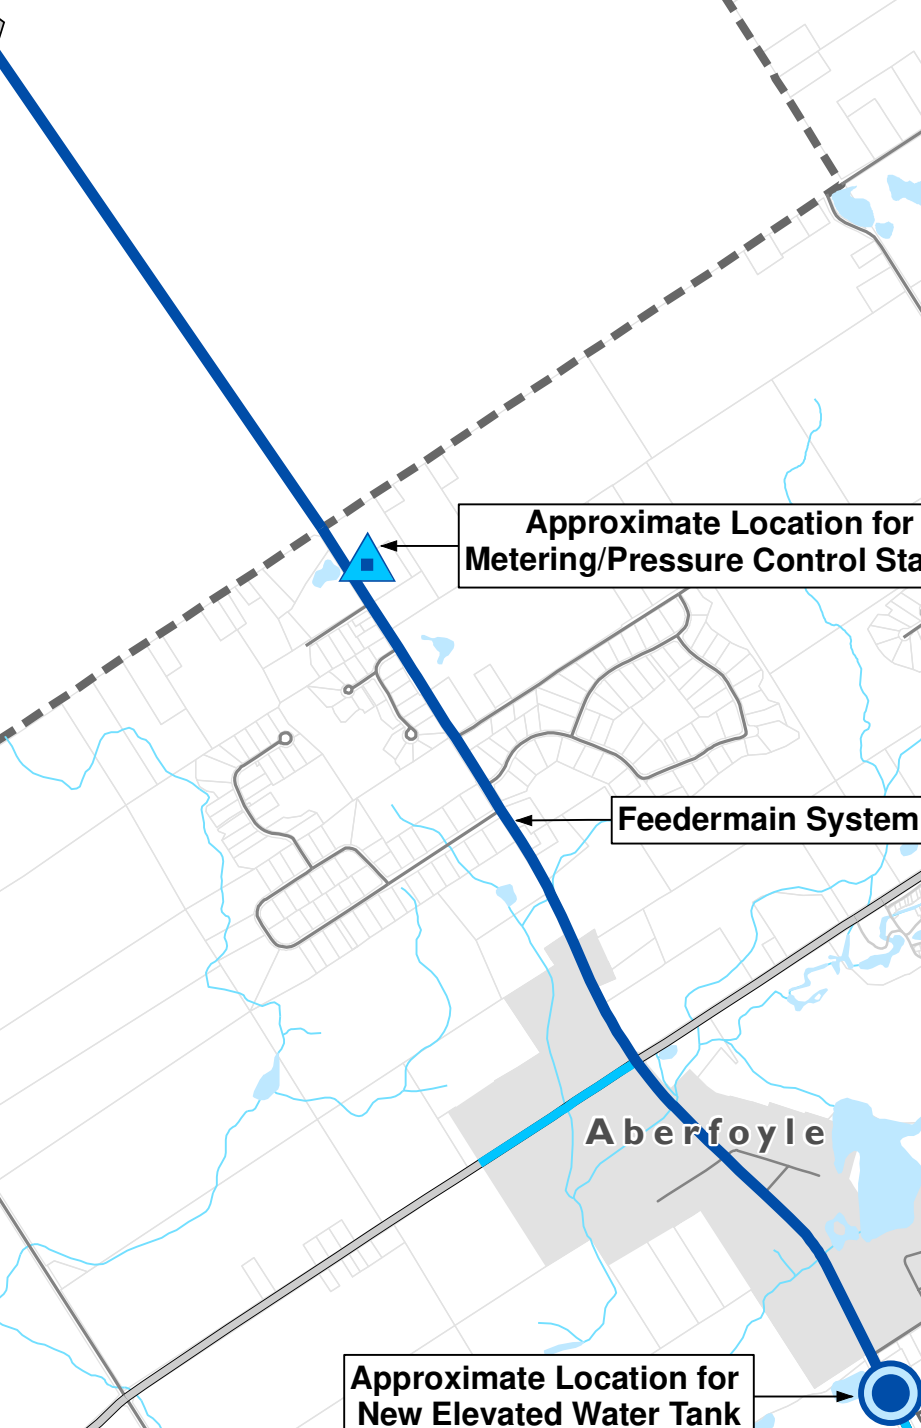 Approximate Location for
Metering/Pressure Control Sta
Feedermain System
Aberfoyle
Approximate Location for
New Elevated Water Tank